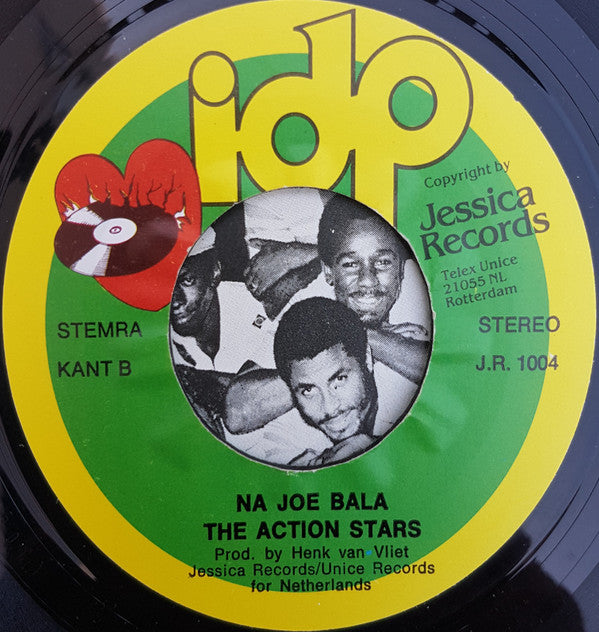 idp
Copyright by
Jessica
Records
Telex Unice
21055 NL
Rotterdam
STEMRA
STEREO
KANT B
J.R. 1004
NA JOE BALA
THE ACTION STARS
Prod. by Henk van Vliet
Jessica Records/Unice Records
for Netherlands